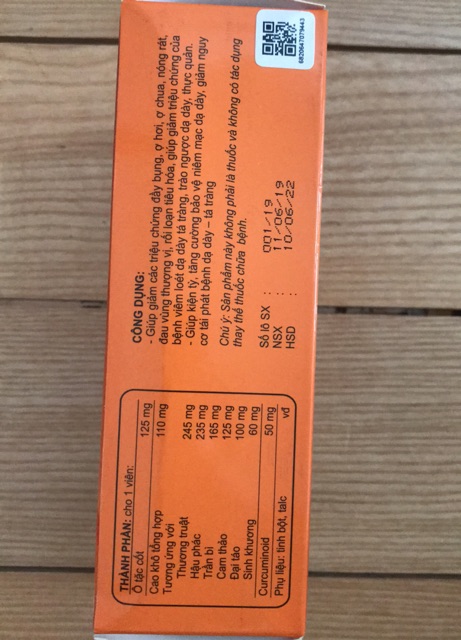 THÀNH PHẦN: cho 1 viên:
Ô tặc cốt 125 mg
Cao khô tổng hợp 110 mg
Tương ứng với
Thương truật 245 mg
Hậu phác 235 mg
Trần bì 165 mg
Cam thảo 125 mg
Đại táo 100 mg
Sinh khương 60 mg
Curcuminoid 50 mg
Phụ liệu: tinh bột, talc vđ
CÔNG DỤNG:
- Giúp giảm các triệu chứng đầy bụng, ợ hơi, ợ chua, nóng rát,
đau vùng thượng vị, rối loạn tiêu hóa, giúp giảm triệu chứng của
bệnh viêm loét dạ dày tá tràng, trào ngược dạ dày, thực quản.
- Giúp kiện tỳ, tăng cường bảo vệ niêm mạc dạ dày, giảm nguy
cơ tái phát bệnh dạ dày – tá tràng
Chú ý: Sản phẩm này không phải là thuốc và không có tác dụng
thay thế thuốc chữa bệnh.
Số lô SX : 001/19
NSX : 11/06/19
HSD : 10/06/22
6820647079443